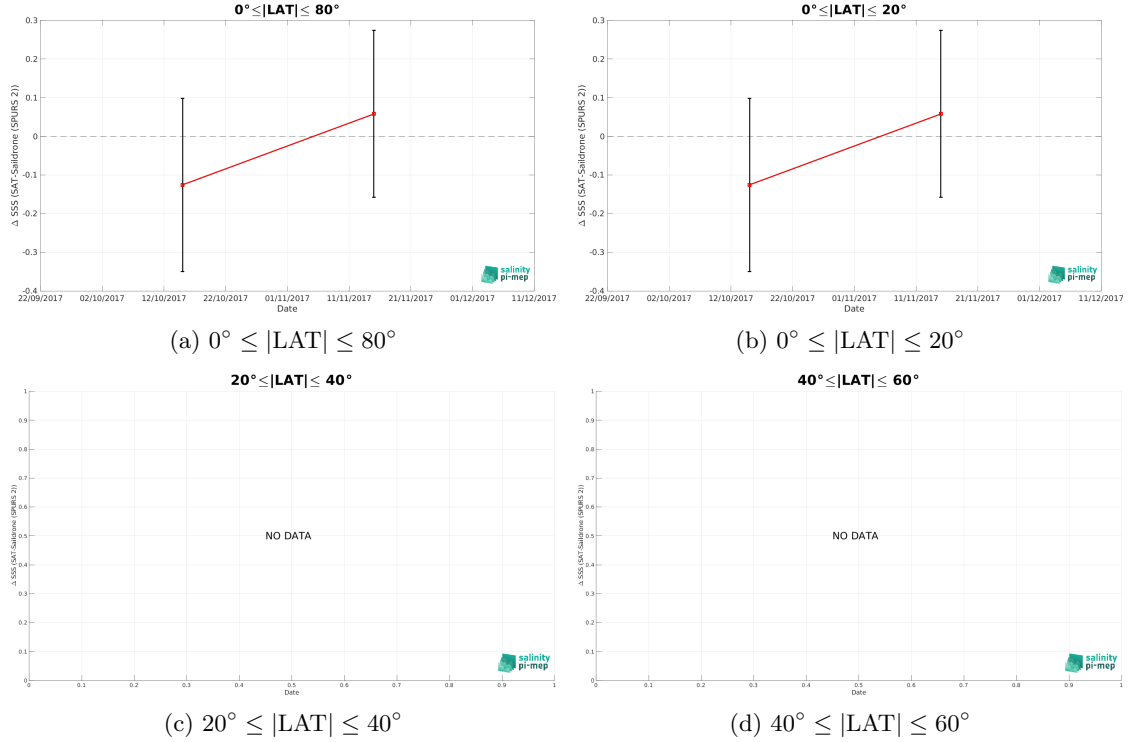 0°≤|LAT|≤ 80°
0.3
0.2
0.1
0
-0.1
-0.2
-0.3
-0.4
Δ SSS (SAT-Saildrone (SPURS 2))
22/09/2017 02/10/2017 12/10/2017 22/10/2017 01/11/2017 11/11/2017 21/11/2017 01/12/2017 11/12/2017
Date
salinity
pi-mep
(a) 0° ≤ |LAT| ≤ 80°
0°≤|LAT|≤ 20°
0.3
0.2
0.1
0
-0.1
-0.2
-0.3
-0.4
Δ SSS (SAT-Saildrone (SPURS 2))
22/09/2017 02/10/2017 12/10/2017 22/10/2017 01/11/2017 11/11/2017 21/11/2017 01/12/2017 11/12/2017
Date
salinity
pi-mep
(b) 0° ≤ |LAT| ≤ 20°
20°≤|LAT|≤ 40°
1
0.9
0.8
0.7
0.6
0.5
0.4
0.3
0.2
0.1
0
Δ SSS (SAT-Saildrone (SPURS 2))
NO DATA
0 0.1 0.2 0.3 0.4 0.5 0.6 0.7 0.8 0.9 1
Date
salinity
pi-mep
(c) 20° ≤ |LAT| ≤ 40°
40°≤|LAT|≤ 60°
1
0.9
0.8
0.7
0.6
0.5
0.4
0.3
0.2
0.1
0
Δ SSS (SAT-Saildrone (SPURS 2))
NO DATA
0 0.1 0.2 0.3 0.4 0.5 0.6 0.7 0.8 0.9 1
Date
salinity
pi-mep
(d) 40° ≤ |LAT| ≤ 60°